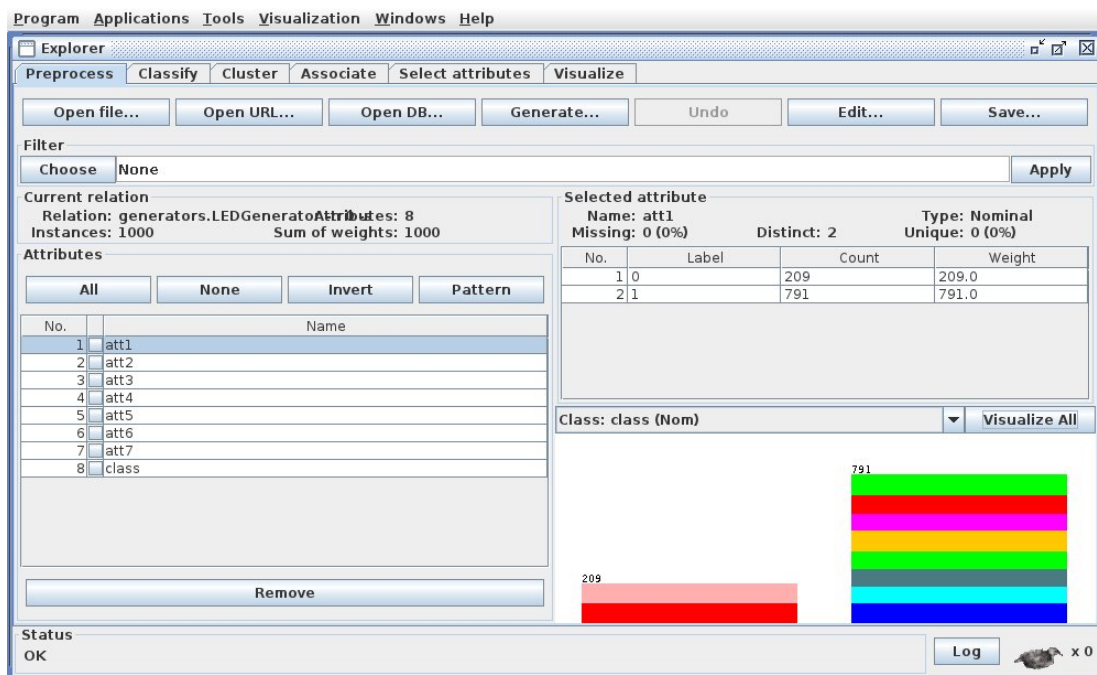 Program Applications Tools Visualization Windows Help
Explorer
Preprocess Classify Cluster Associate Select attributes Visualize
Open file... Open URL... Open DB... Generate... Undo Edit... Save...
Filter
Choose None Apply
Current relation
Relation: generators.LEDGenerator Attributes: 8
Instances: 1000 Sum of weights: 1000
Attributes
All None Invert Pattern
No. Name
1 att1
2 att2
3 att3
4 att4
5 att5
6 att6
7 att7
8 class
Remove
Selected attribute
Name: att1 Type: Nominal
Missing: 0 (0%) Distinct: 2 Unique: 0 (0%)
No. Label Count Weight
1 0 209 209.0
2 1 791 791.0
Class: class (Nom) Visualize All
791
209
Status
OK
Log x 0